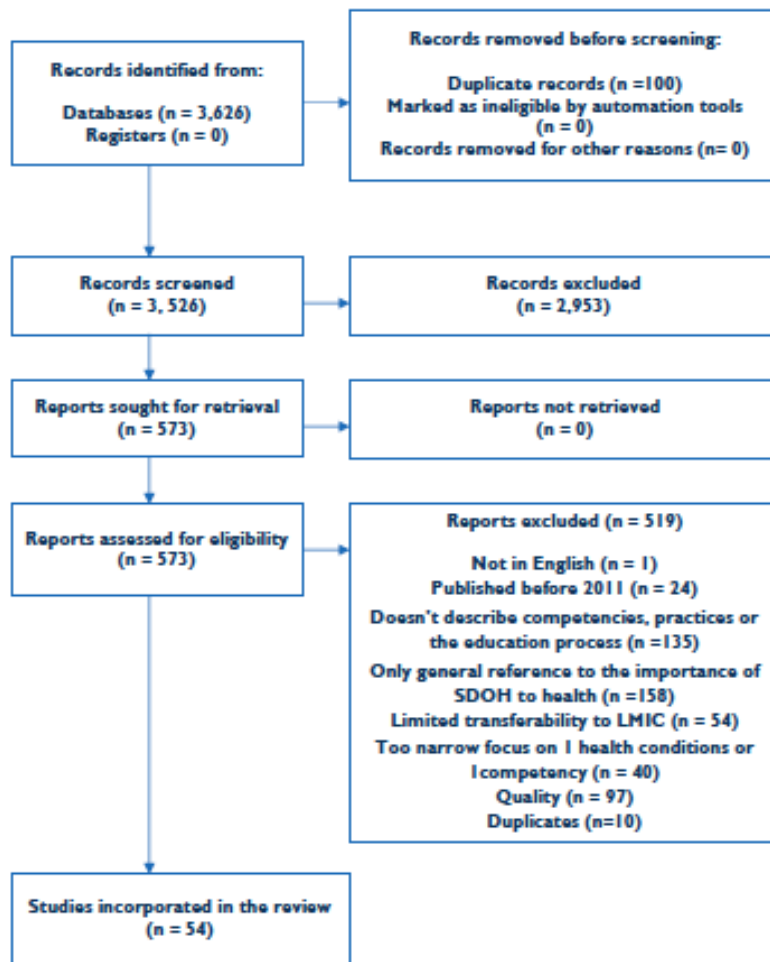 Records identified from:
Databases (n = 3,626)
Registers (n = 0)
Records removed before screening:
Duplicate records (n =100)
Marked as ineligible by automation tools
(n = 0)
Records removed for other reasons (n= 0)
Records screened
(n = 3, 526)
Records excluded
(n = 2,953)
Reports sought for retrieval
(n = 573)
Reports not retrieved
(n = 0)
Reports assessed for eligibility
(n = 573)
Reports excluded (n = 519)
Not in English (n = 1)
Published before 2011 (n = 24)
Doesn't describe competencies, practices or
the education process (n =135)
Only general reference to the importance of
SDOH to health (n =158)
Limited transferability to LMIC (n = 54)
Too narrow focus on 1 health conditions or
1competency (n = 40)
Quality (n = 97)
Duplicates (n=10)
Studies incorporated in the review
(n = 54)